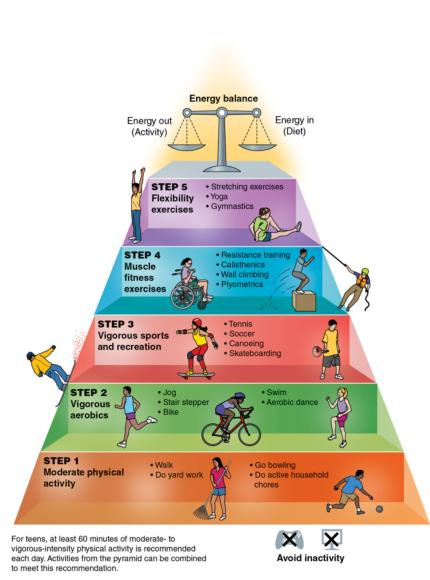 Energy balance
Energy out
(Activity)
Energy in
(Diet)
STEP 5
Flexibility
exercises
• Stretching exercises
• Yoga
• Gymnastics
STEP 4
Muscle
fitness
exercises
• Resistance training
• Calisthenics
• Wall climbing
• Plyometrics
STEP 3
Vigorous sports
and recreation
• Tennis
• Soccer
• Canoeing
• Skateboarding
STEP 2
Vigorous
aerobics
• Jog
• Stair stepper
• Bike
• Swim
• Aerobic dance
STEP 1
Moderate physical
activity
• Walk
• Do yard work
• Go bowling
• Do active household
chores
For teens, at least 60 minutes of moderate- to
vigorous-intensity physical activity is recommended
each day. Activities from the pyramid can be combined
to meet this recommendation.
Avoid inactivity